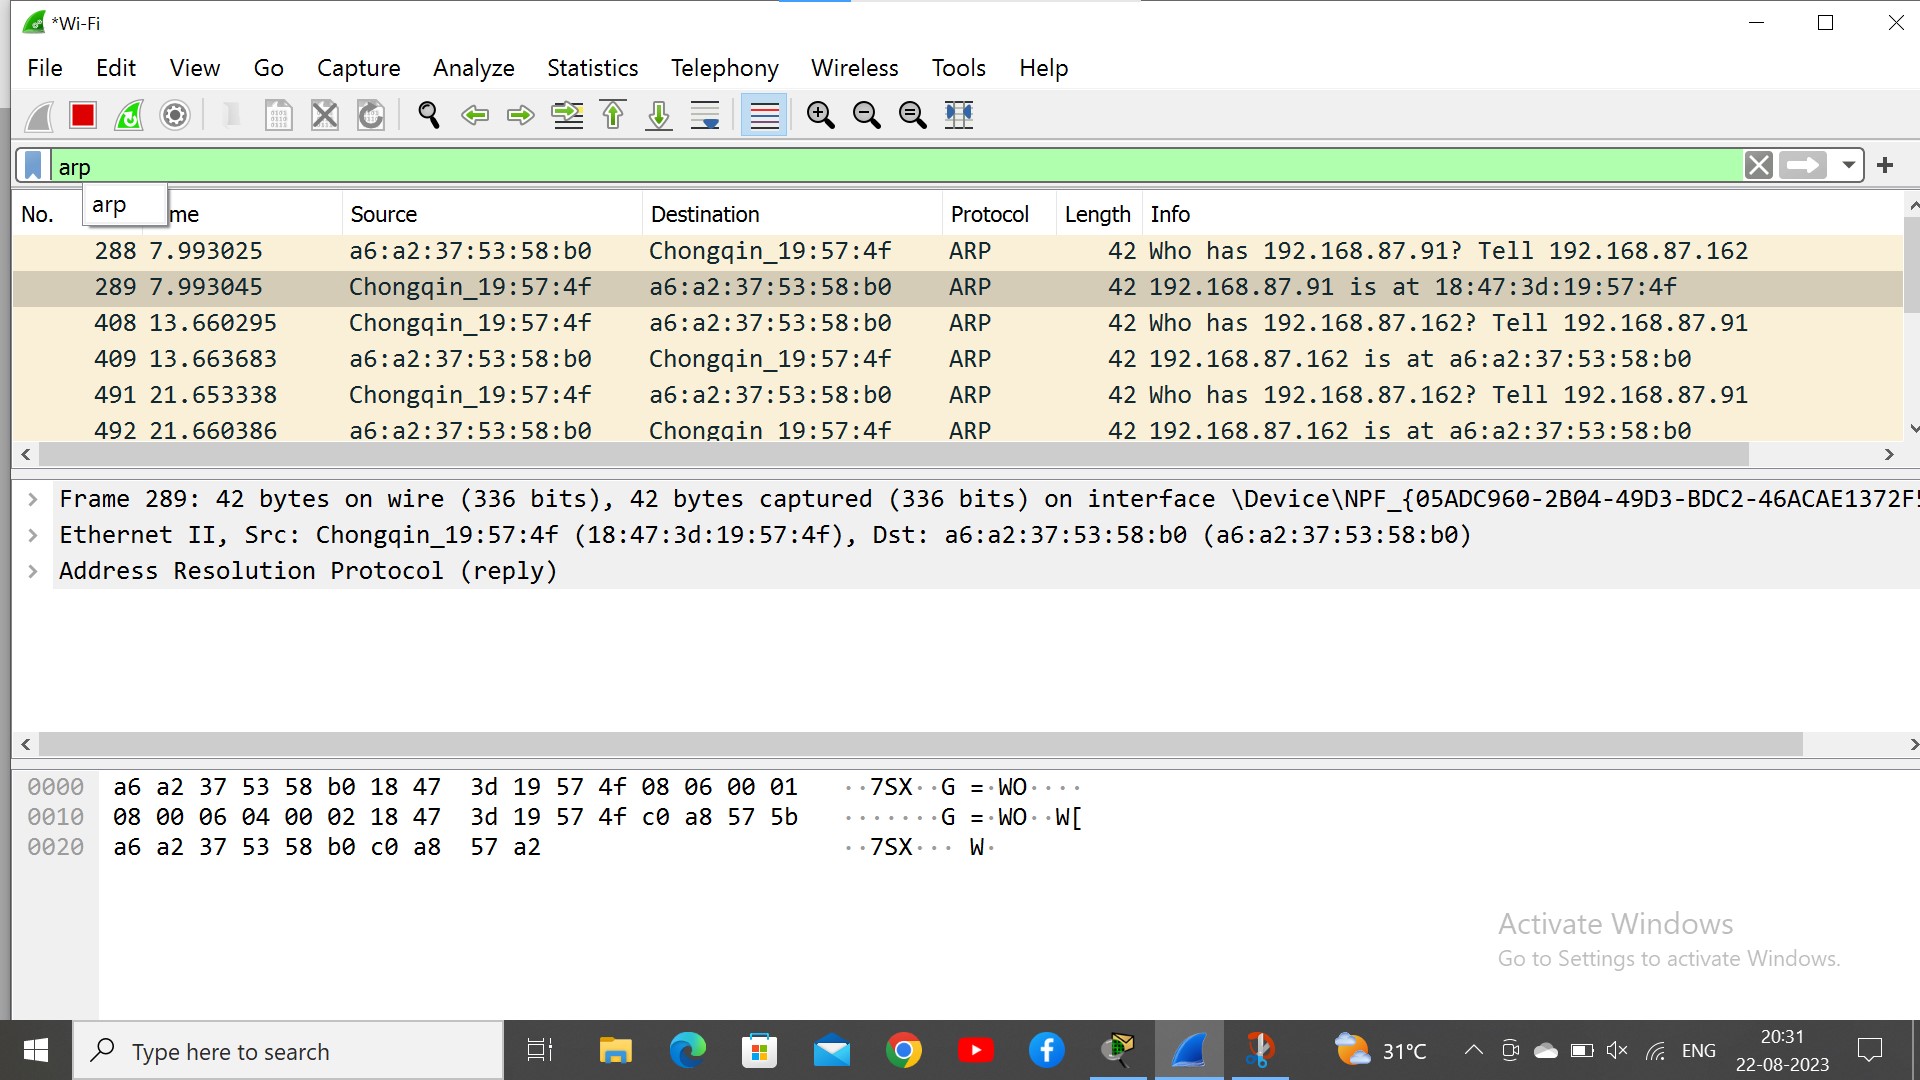 *Wi-Fi
File Edit View Go Capture Analyze Statistics Telephony Wireless Tools Help
arp
arp
No. me Source Destination Protocol Length Info
288 7.993025 a6:a2:37:53:58:b0 Chongqin_19:57:4f ARP 42 Who has 192.168.87.91? Tell 192.168.87.162
289 7.993045 Chongqin_19:57:4f a6:a2:37:53:58:b0 ARP 42 192.168.87.91 is at 18:47:3d:19:57:4f
408 13.660295 Chongqin_19:57:4f a6:a2:37:53:58:b0 ARP 42 Who has 192.168.87.162? Tell 192.168.87.91
409 13.663683 a6:a2:37:53:58:b0 Chongqin_19:57:4f ARP 42 192.168.87.162 is at a6:a2:37:53:58:b0
491 21.653338 Chongqin_19:57:4f a6:a2:37:53:58:b0 ARP 42 Who has 192.168.87.162? Tell 192.168.87.91
492 21.660386 a6:a2:37:53:58:b0 Chongqin_19:57:4f ARP 42 192.168.87.162 is at a6:a2:37:53:58:b0
Frame 289: 42 bytes on wire (336 bits), 42 bytes captured (336 bits) on interface \Device\NPF_{05ADC960-2B04-49D3-BDC2-46ACAE1372F5
Ethernet II, Src: Chongqin_19:57:4f (18:47:3d:19:57:4f), Dst: a6:a2:37:53:58:b0 (a6:a2:37:53:58:b0)
Address Resolution Protocol (reply)
0000 a6 a2 37 53 58 b0 18 47 3d 19 57 4f 08 06 00 01 ··7SX··G =·WO····
0010 08 00 06 04 00 02 18 47 3d 19 57 4f c0 a8 57 5b ·······G =·WO··W[
0020 a6 a2 37 53 58 b0 c0 a8 57 a2 ··7SX··· W·
Activate Windows
Go to Settings to activate Windows.
Type here to search
31°C
ENG
20:31
22-08-2023